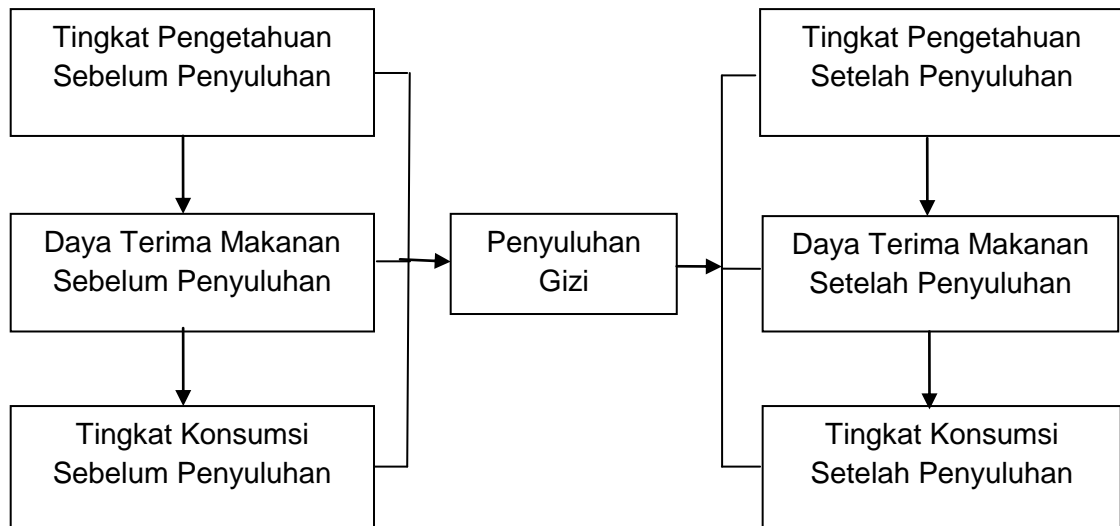 Tingkat Pengetahuan
Sebelum Penyuluhan
Tingkat Pengetahuan
Setelah Penyuluhan
Daya Terima Makanan
Sebelum Penyuluhan
Penyuluhan
Gizi
Daya Terima Makanan
Setelah Penyuluhan
Tingkat Konsumsi
Sebelum Penyuluhan
Tingkat Konsumsi
Setelah Penyuluhan